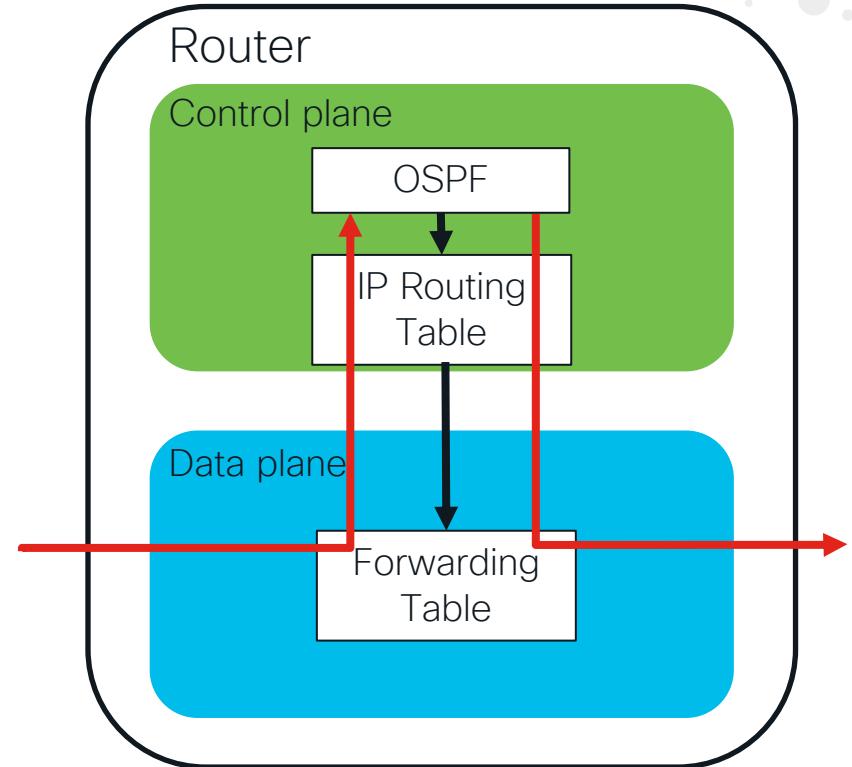 Router
Control plane
OSPF
IP Routing
Table
Data plane
Forwarding
Table